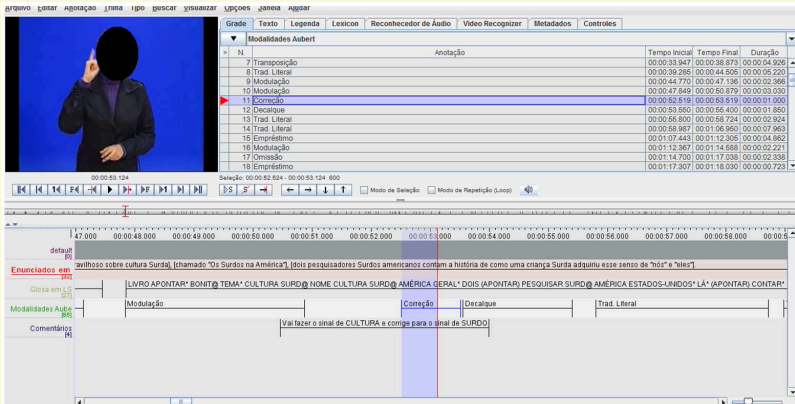 Arquivo Editar Anotação Trilha Tipo Buscar Visualizar Opções Janela Ajudar
Grade Texto Legenda Lexicon Reconhecedor de Áudio Video Recognizer Metadados Controles
Modalidades Aubert
> N. Anotação Tempo Inicial Tempo Final Duração
7 Transposição 00:00:33.947 00:00:38.873 00:00:04.926
8 Trad. Literal 00:00:39.285 00:00:44.505 00:00:05.220
9 Modulação 00:00:44.770 00:00:47.136 00:00:02.366
10 Modulação 00:00:47.849 00:00:50.879 00:00:03.030
11 Correção 00:00:52.519 00:00:53.519 00:00:01.000
12 Decalque 00:00:53.550 00:00:55.400 00:00:01.850
13 Trad. Literal 00:00:55.800 00:00:58.724 00:00:02.924
14 Trad. Literal 00:00:58.987 00:01:06.950 00:00:07.963
15 Empréstimo 00:01:07.443 00:01:12.305 00:00:04.862
16 Modulação 00:01:12.367 00:01:14.588 00:00:02.221
17 Omissão 00:01:14.700 00:01:17.038 00:00:02.338
18 Empréstimo 00:01:17.307 00:01:18.030 00:00:00.723
00:00:53.124
Seleção: 00:00:52.524 - 00:00:53.124 600
Modo de Seleção Modo de Repetição (Loop)
47.000 00:00:48.000 00:00:49.000 00:00:50.000 00:00:51.000 00:00:52.000 00:00:53.000 00:00:54.000 00:00:55.000 00:00:56.000 00:00:57.000 00:00:58.000
default
[0]
Enunciados em
ravilhoso sobre cultura Surda], [chamado "Os Surdos na América"], [dois pesquisadores Surdos americanos contam a história de como uma criança Surda adquiriu esse senso de "nós" e "eles"].
Glosa em LS
[27]
LIVRO APONTAR* BONIT@ TEMA* CULTURA SURD@ NOME CULTURA SURD@ AMÉRICA GERAL* DOIS (APONTAR) PESQUISAR SURD@ AMÉRICA ESTADOS-UNIDOS* LÁ* (APONTAR) CONTAR*
Modalidades Aube
Modulação Correção Decalque Trad. Literal
Comentários
[4]
Vai fazer o sinal de CULTURA e corrige para o sinal de SURDO